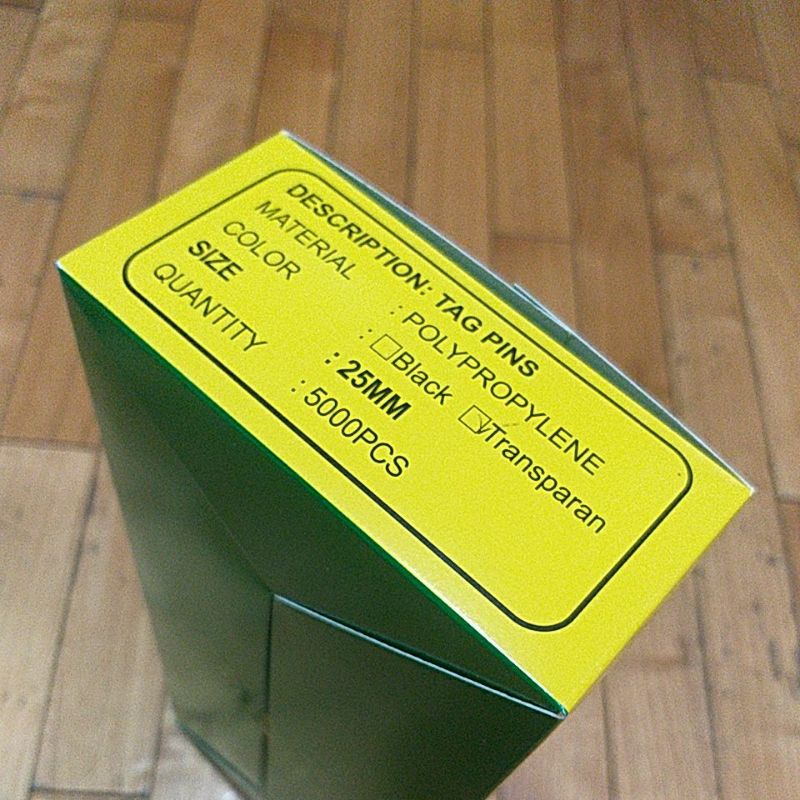 DESCRIPTION: TAG PINS
MATERIAL : POLYPROPYLENE
COLOR : ☐Black ☑Transparan
SIZE : 25MM
QUANTITY : 5000PCS